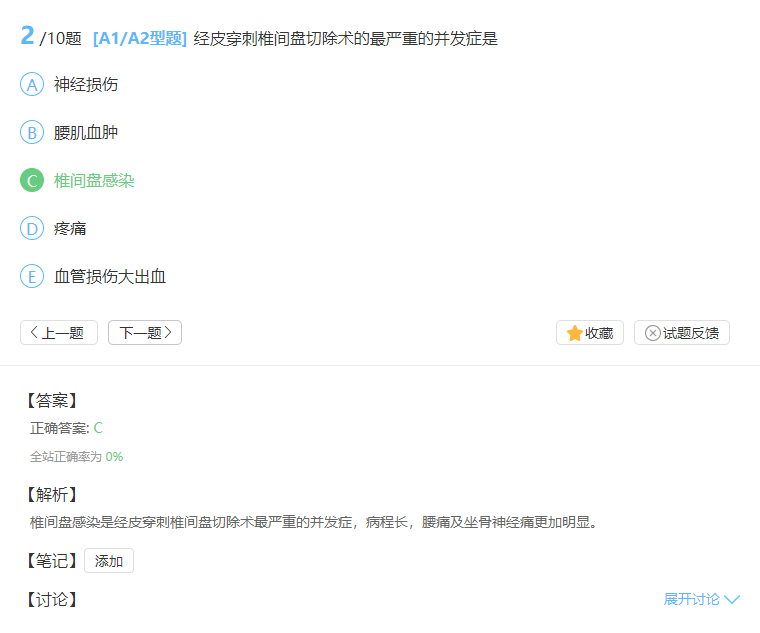 2 /10题 [A1/A2型题] 经皮穿刺椎间盘切除术的最严重的并发症是
A 神经损伤
B 腰肌血肿
C 椎间盘感染
D 疼痛
E 血管损伤大出血
上一题 下一题 收藏 试题反馈
【答案】
正确答案: C
全站正确率为 0%
【解析】
椎间盘感染是经皮穿刺椎间盘切除术最严重的并发症，病程长，腰痛及坐骨神经痛更加明显。
【笔记】 添加
【讨论】 展开讨论